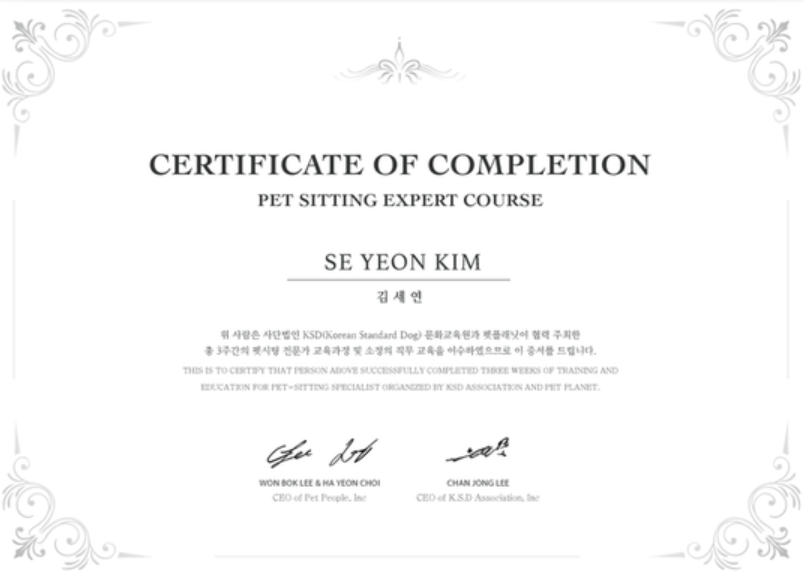 CERTIFICATE OF COMPLETION
PET SITTING EXPERT COURSE
SE YEON KIM
김세연
위 사람은 사단법인 KSD(Korean Standard Dog) 문화교육원과 펫플래닛이 협력 주최한
총 3주간의 펫시팅 전문가 교육과정 및 소정의 직무 교육을 이수하였으므로 이 증서를 드립니다.
THIS IS TO CERTIFY THAT PERSON ABOVE SUCCESSFULLY COMPLETED THREE WEEKS OF TRAINING AND
EDUCATION FOR PET-SITTING SPECIALIST ORGANIZED BY KSD ASSOCIATION AND PET PLANET.
WON BOK LEE & HA YEON CHOI
CEO of Pet People, Inc
CHAN JONG LEE
CEO of K.S.D Association, Inc